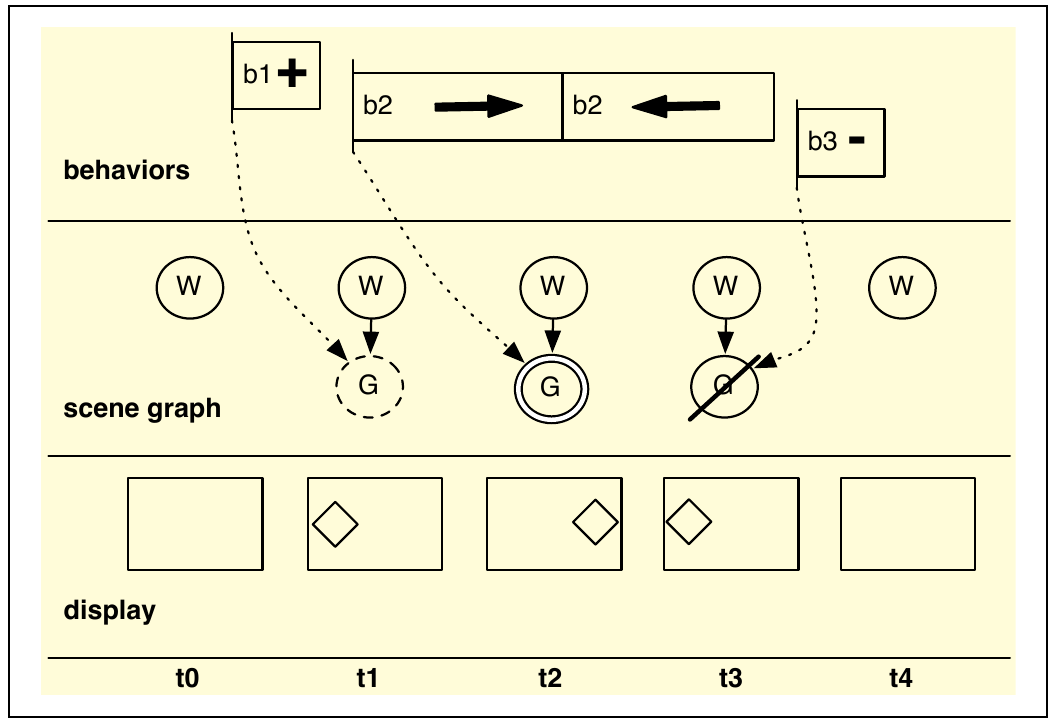 b1 +
b2 b2
b3 -
behaviors
W W W W W
G G G
scene graph
display
t0 t1 t2 t3 t4